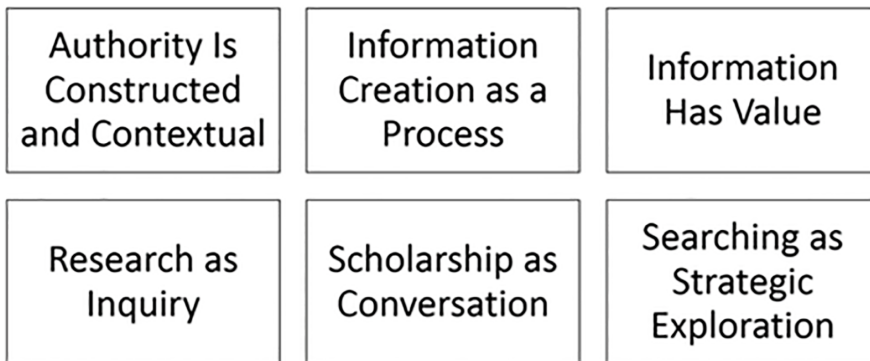 Authority Is
Constructed
and Contextual
Information
Creation as a
Process
Information
Has Value
Research as
Inquiry
Scholarship as
Conversation
Searching as
Strategic
Exploration